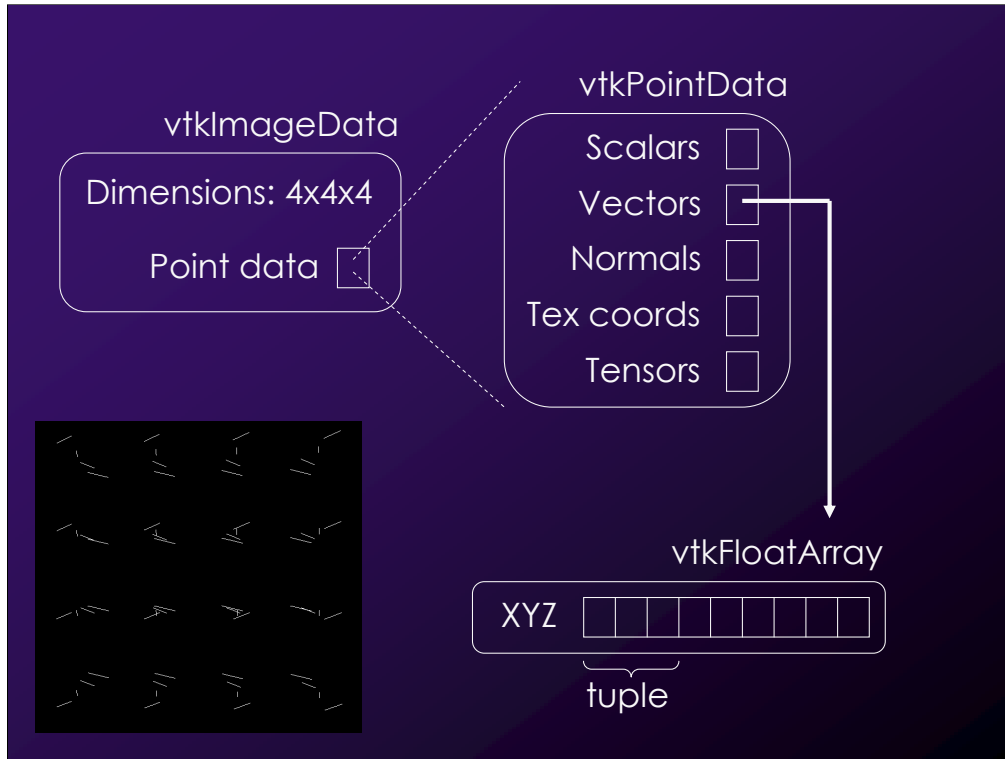 vtkImageData
Dimensions: 4x4x4
Point data
vtkPointData
Scalars
Vectors
Normals
Tex coords
Tensors
vtkFloatArray
XYZ
tuple